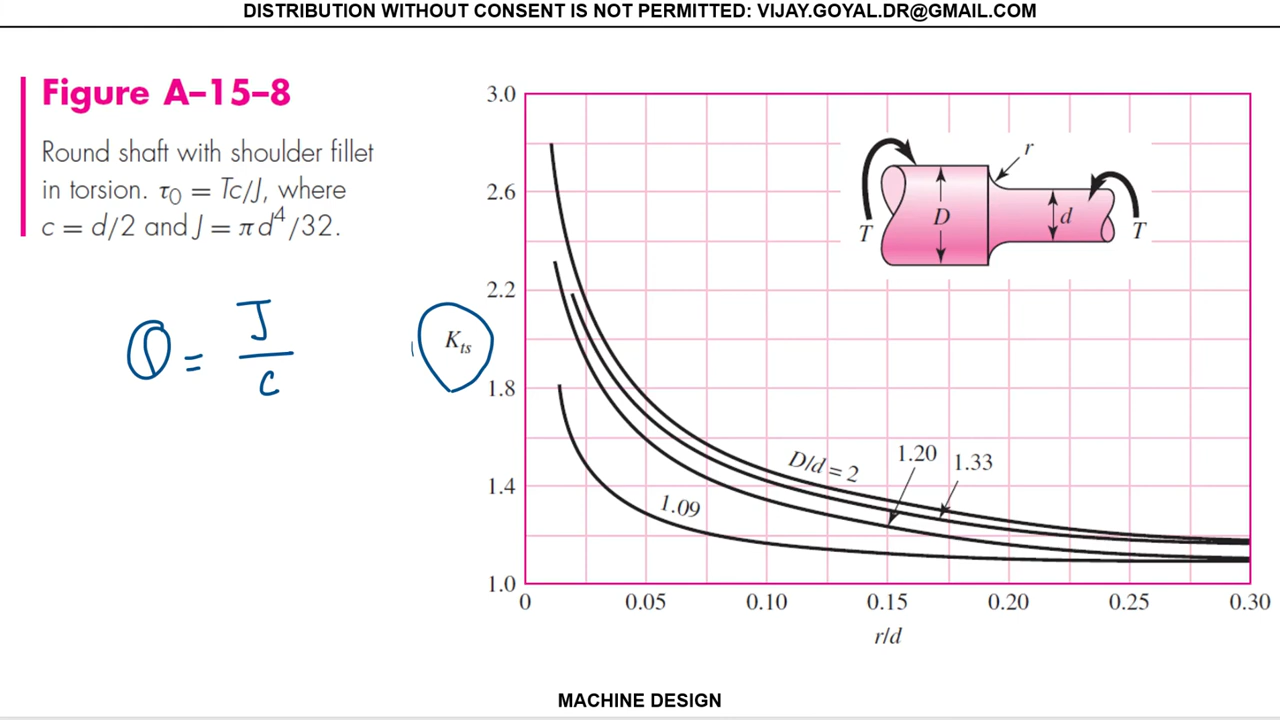 DISTRIBUTION WITHOUT CONSENT IS NOT PERMITTED: VIJAY.GOYAL.DR@GMAIL.COM
Figure A–15–8
Round shaft with shoulder fillet
in torsion. τ₀ = Tc/J, where
c = d/2 and J = πd⁴/32.
J
= 
c
K_ts
3.0
2.6
2.2
1.8
1.4
1.0
r
D
d
T
T
D/d = 2
1.20
1.33
1.09
0
0.05
0.10
0.15
0.20
0.25
0.30
r/d
MACHINE DESIGN